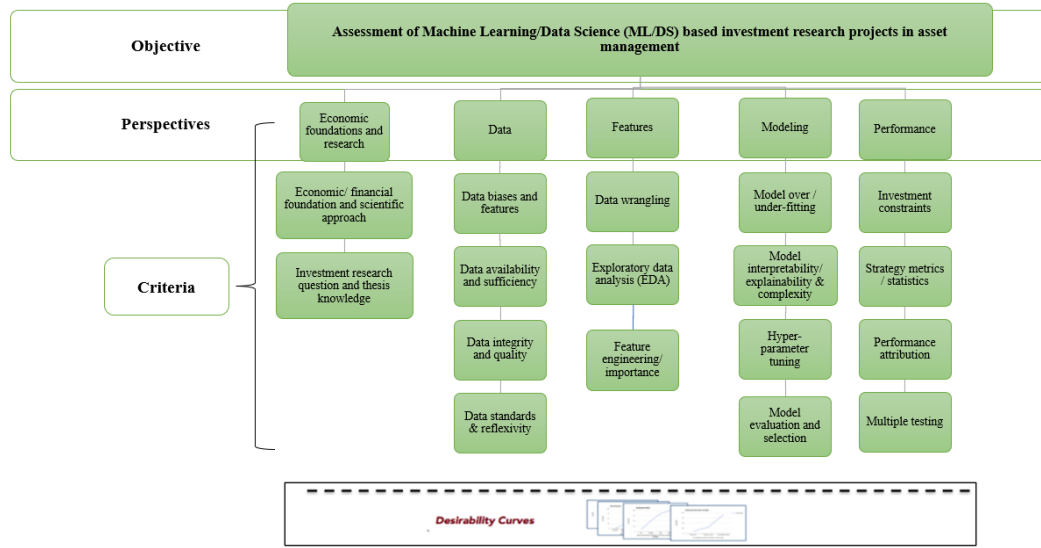 Objective
Assessment of Machine Learning/Data Science (ML/DS) based investment research projects in asset
management
Perspectives
Economic
foundations and
research
Data
Features
Modeling
Performance
Criteria
Economic/ financial
foundation and scientific
approach
Investment research
question and thesis
knowledge
Data biases and
features
Data availability
and sufficiency
Data integrity
and quality
Data standards
& reflexivity
Data wrangling
Exploratory data
analysis (EDA)
Feature
engineering/
importance
Model over /
under-fitting
Model
interpretability/
explainability &
complexity
Hyper-
parameter
tuning
Model
evaluation and
selection
Investment
constraints
Strategy metrics
/ statistics
Performance
attribution
Multiple testing
Desirability Curves